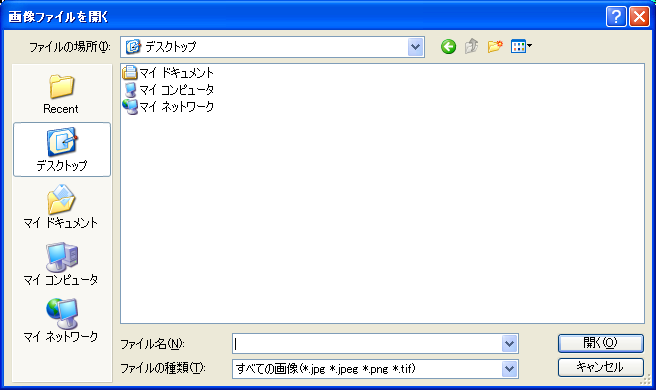 画像ファイルを開く
ファイルの場所(I):
デスクトップ
マイ ドキュメント
マイ コンピュータ
マイ ネットワーク
Recent
デスクトップ
マイ ドキュメント
マイ コンピュータ
マイ ネットワーク
ファイル名(N):
開く(O)
ファイルの種類(T):
すべての画像(*.jpg *.jpeg *.png *.tif)
キャンセル